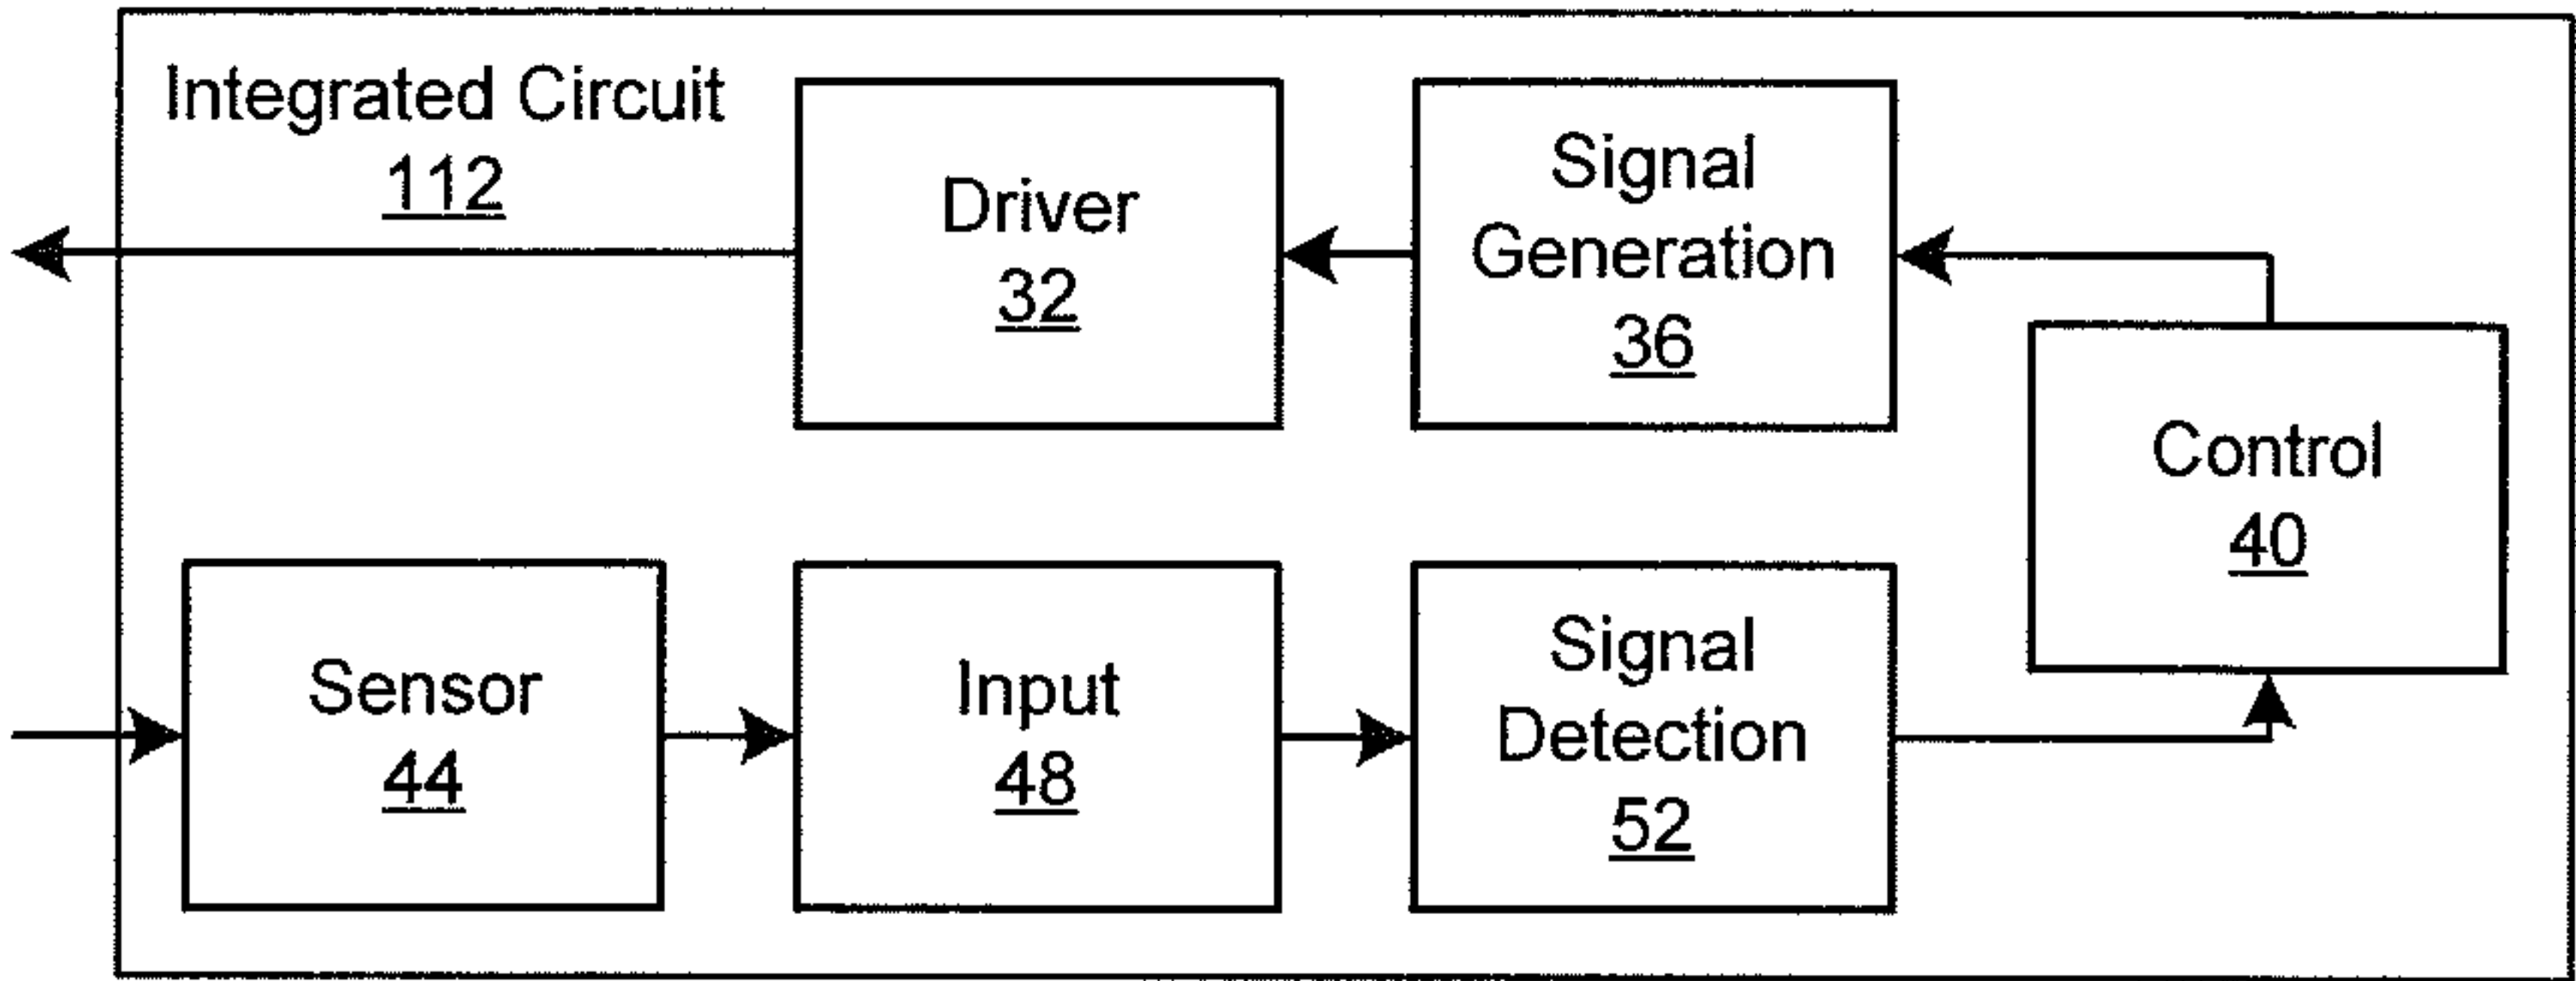 Integrated Circuit
112
Driver
32
Signal
Generation
36
Control
40
Sensor
44
Input
48
Signal
Detection
52